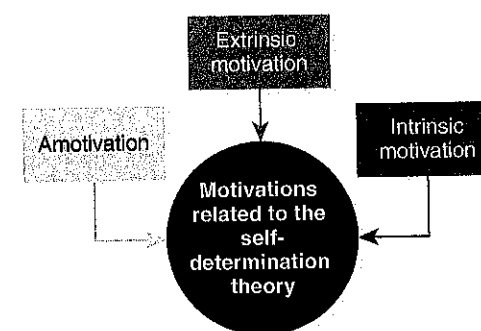 Extrinsic
motivation
Amotivation
Intrinsic
motivation
Motivations
related to the
self-
determination
theory